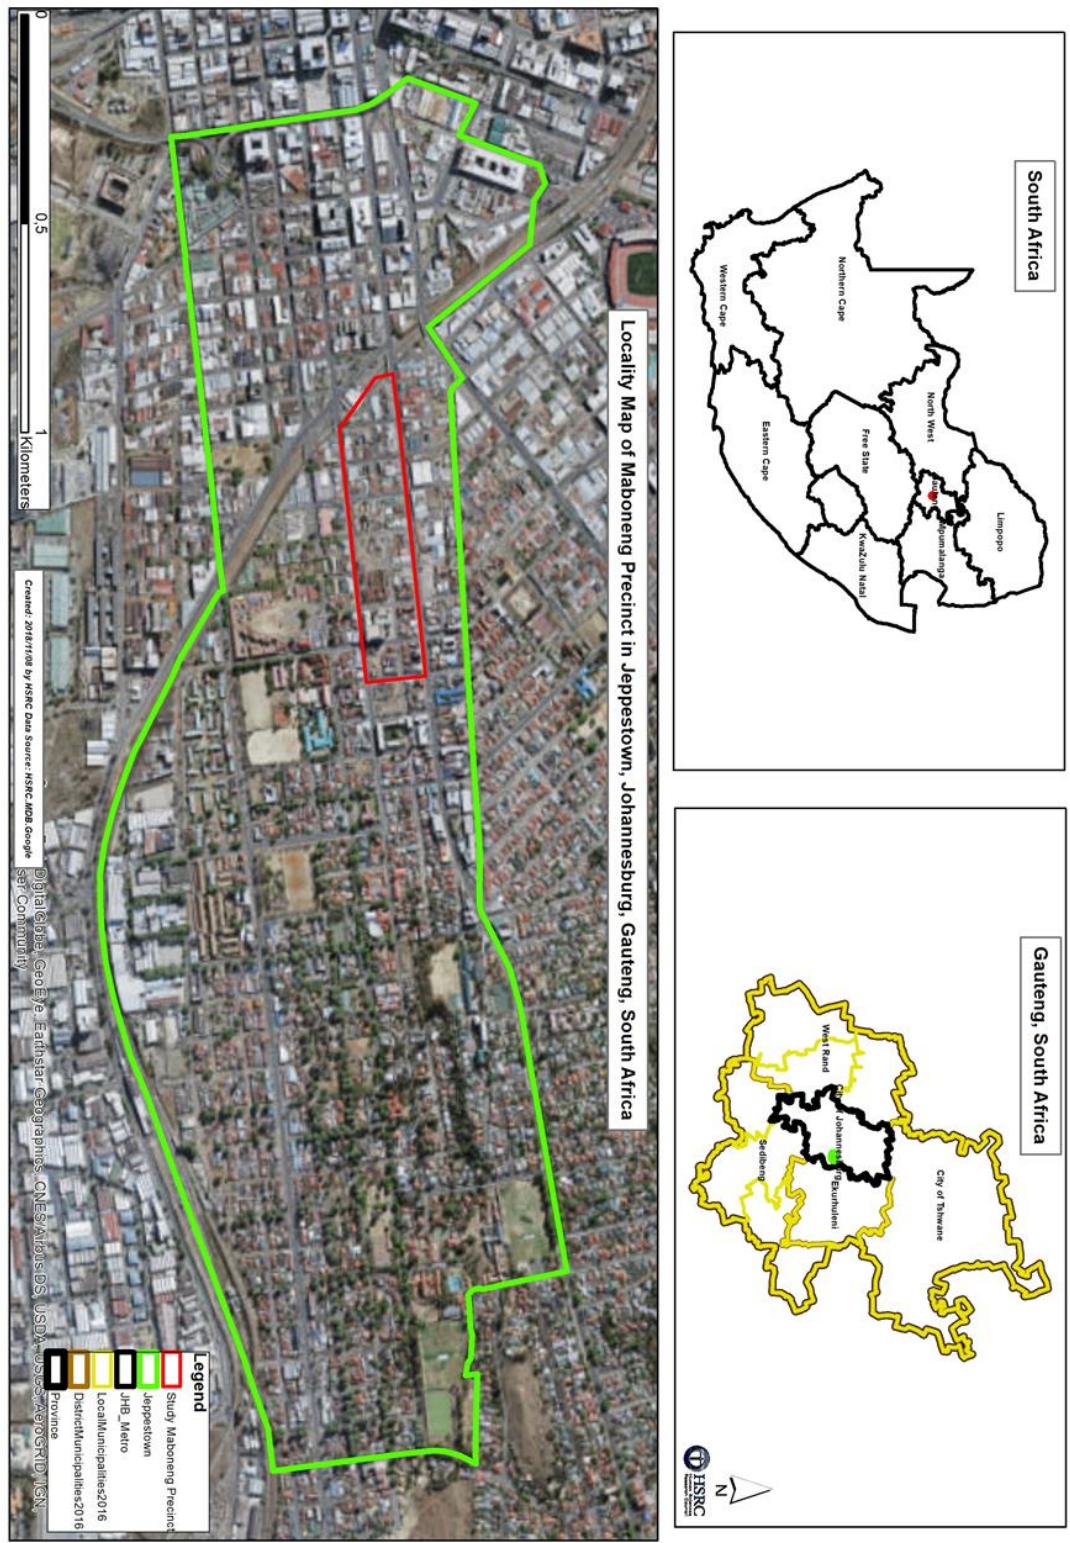 South Africa
Limpopo
North West
Gauteng
Mpumalanga
Northern Cape
Free State
KwaZulu Natal
Eastern Cape
Western Cape
Gauteng, South Africa
City of Tshwane
West Rand
City of Johannesburg
Ekurhuleni
Sedibeng
N
HSRC
Locality Map of Maboneng Precinct in Jeppestown, Johannesburg, Gauteng, South Africa
Legend
Study Maboneng Precinct
Jeppestown
JHB_Metro
LocalMunicipalities2016
DistrictMunicipalities2016
Province
0 0,5 1
Kilometers
Created: 2018/11/08 by HSRC Data Source: HSRC.MDB.Google
DigitalGlobe, GeoEye, Earthstar Geographics, CNES/Airbus DS, USDA, USGS, AeroGRID, IGN,
ser Community